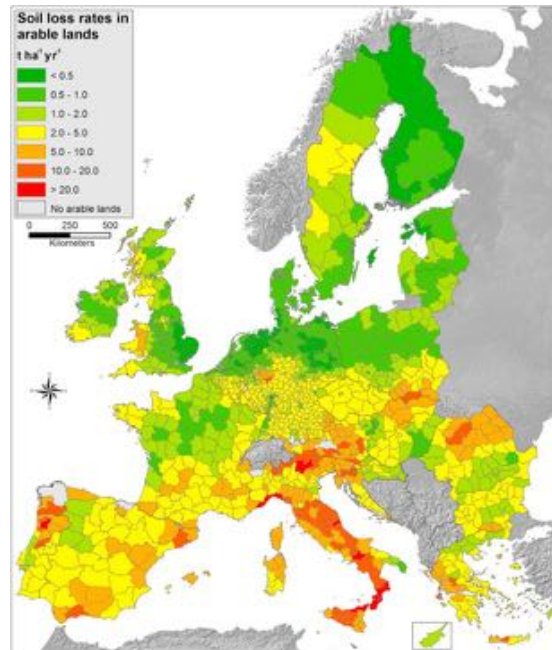 Soil loss rates in
arable lands
t ha⁻¹ yr⁻¹
< 0.5
0.5 - 1.0
1.0 - 2.0
2.0 - 5.0
5.0 - 10.0
10.0 - 20.0
> 20.0
No arable lands
0 250 500
Kilometers